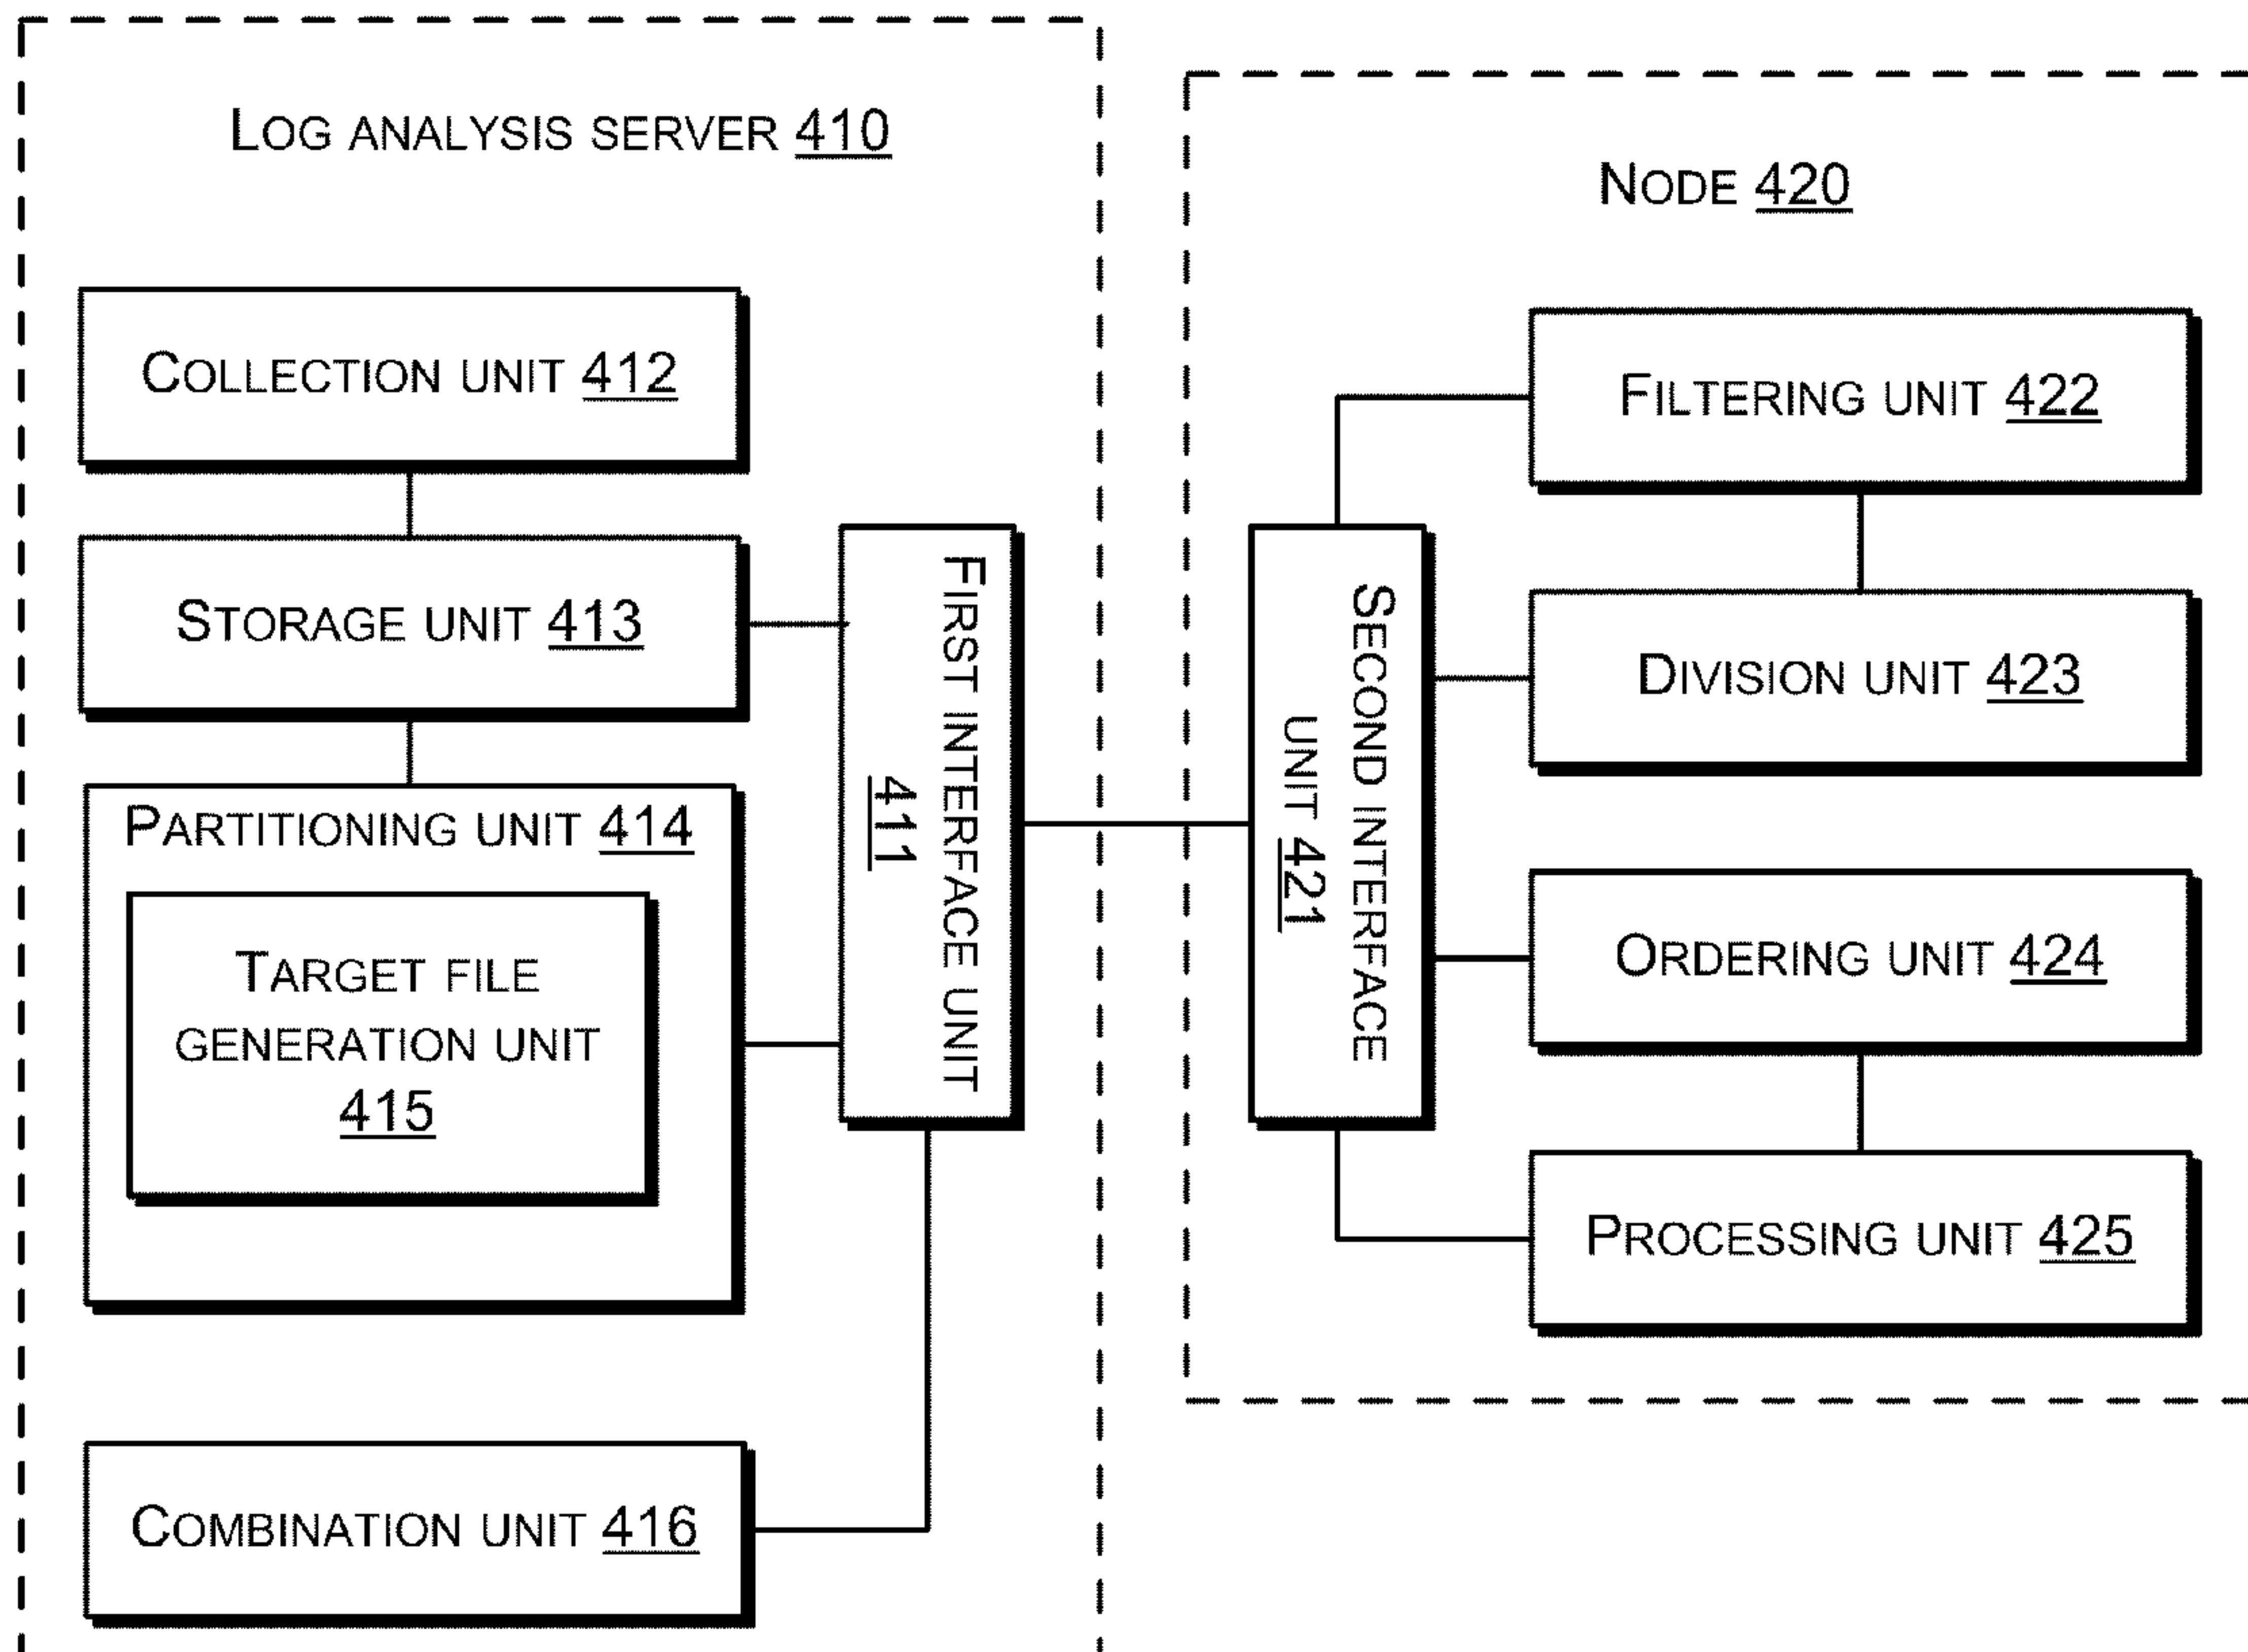 LOG ANALYSIS SERVER 410
COLLECTION UNIT 412
STORAGE UNIT 413
PARTITIONING UNIT 414
TARGET FILE
GENERATION UNIT
415
COMBINATION UNIT 416
FIRST INTERFACE UNIT
411
NODE 420
SECOND INTERFACE
UNIT 421
FILTERING UNIT 422
DIVISION UNIT 423
ORDERING UNIT 424
PROCESSING UNIT 425